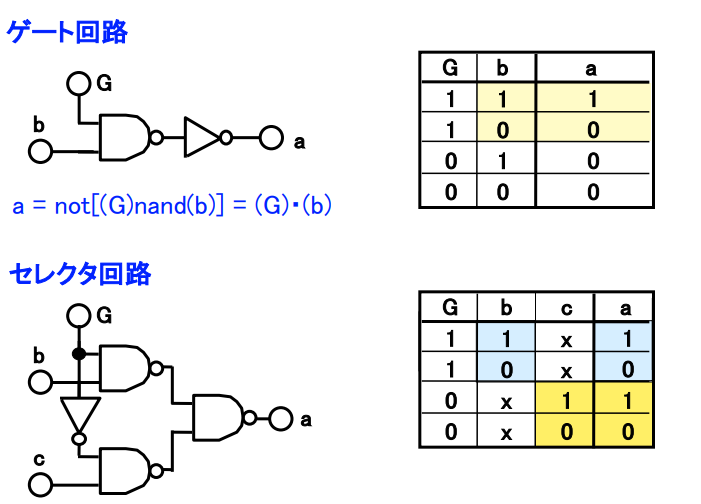 ゲート回路
G
b
a
a = not[(G)nand(b)] = (G)・(b)
G b a
1 1 1
1 0 0
0 1 0
0 0 0
セレクタ回路
G
b
c
a
G b c a
1 1 x 1
1 0 x 0
0 x 1 1
0 x 0 0